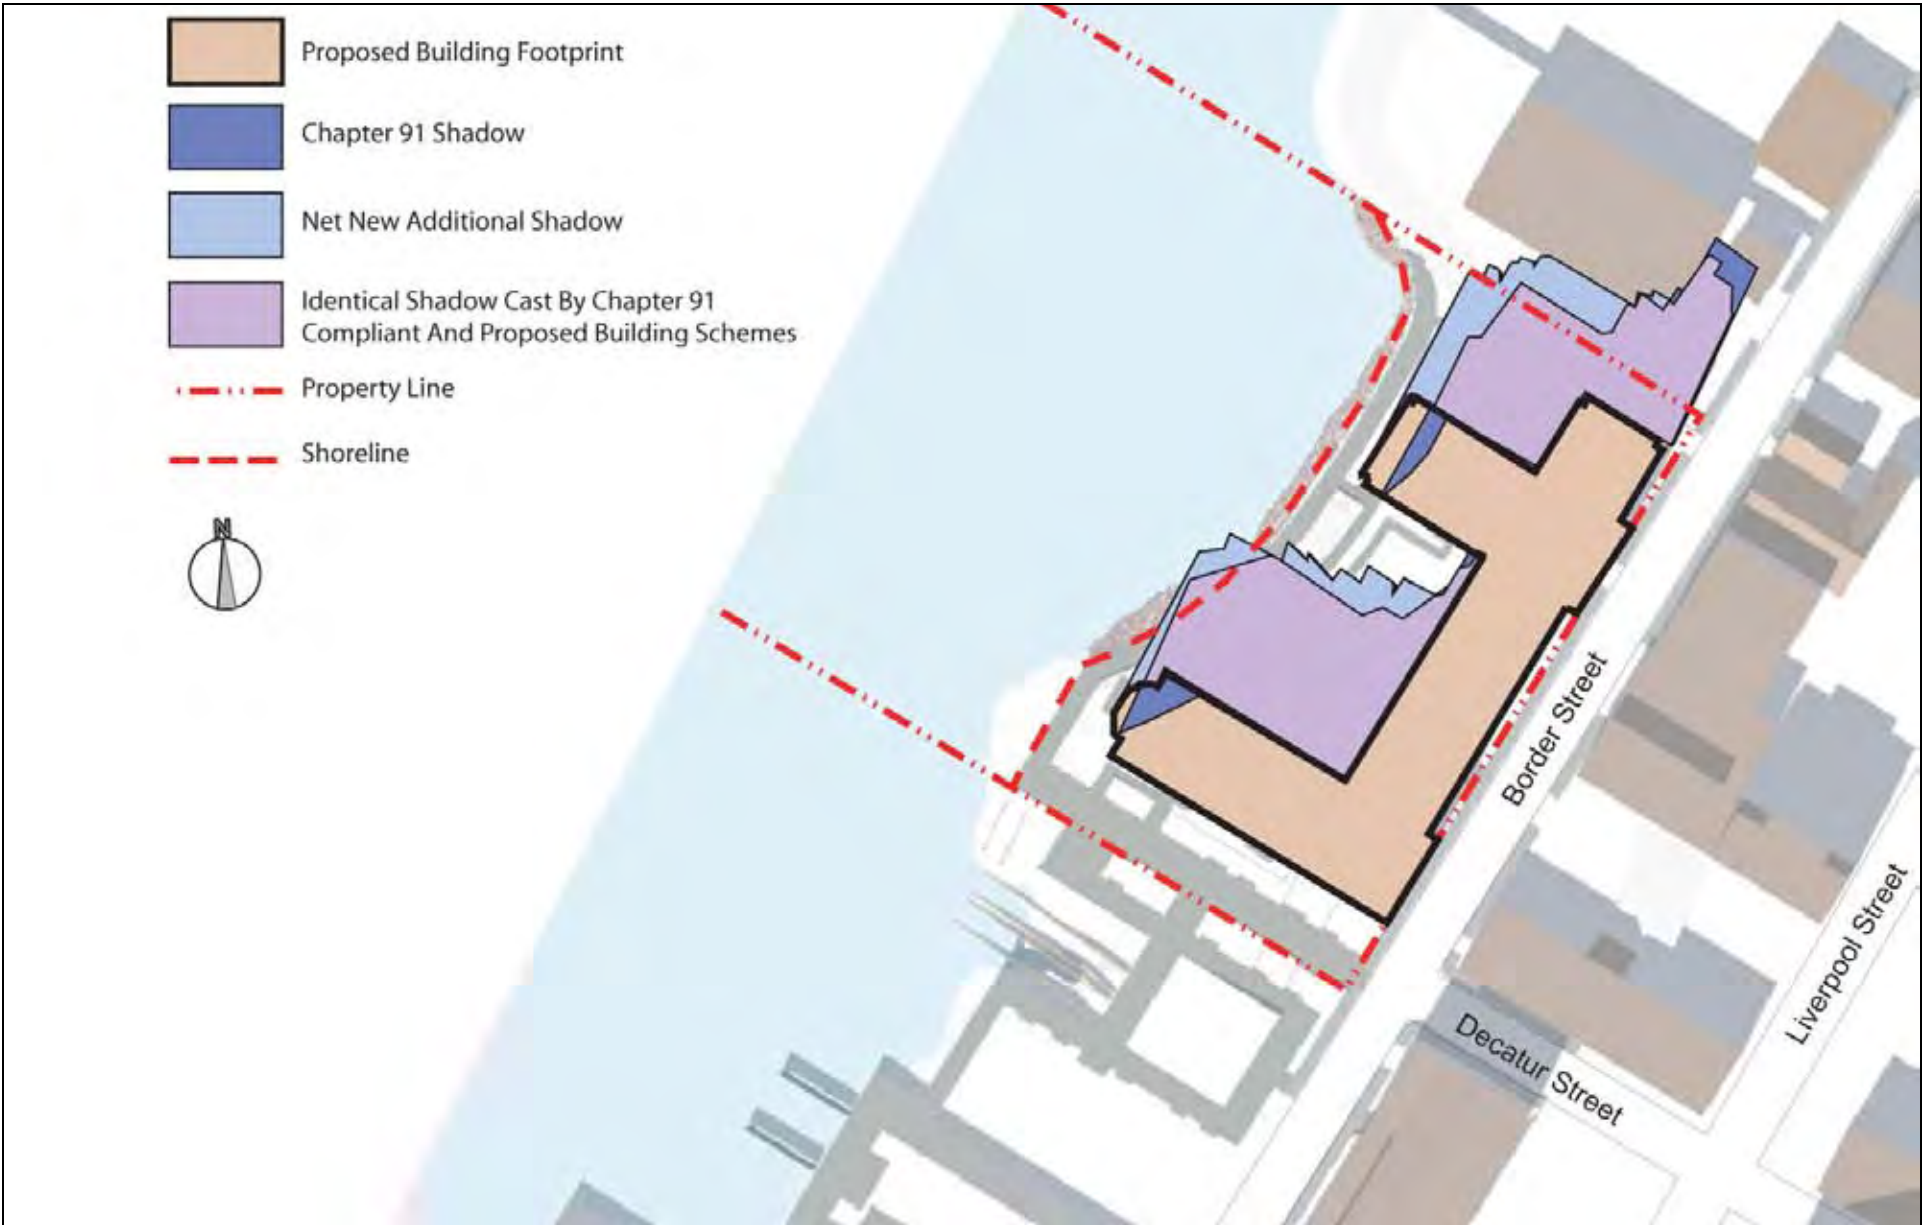 Proposed Building Footprint
Chapter 91 Shadow
Net New Additional Shadow
Identical Shadow Cast By Chapter 91
Compliant And Proposed Building Schemes
Property Line
Shoreline
N
Border Street
Liverpool Street
Decatur Street